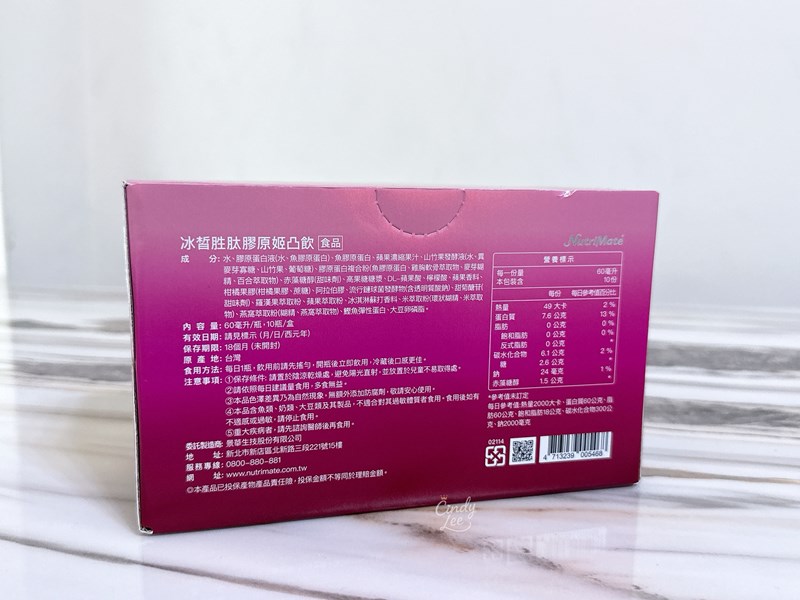 冰皙胜肽膠原姬凸飲 食品
成 分: 水、膠原蛋白液(水、魚膠原蛋白)、魚膠原蛋白、蘋果濃縮果汁、山竹果發酵液(水、異
麥芽寡糖、山竹果、葡萄糖)、膠原蛋白複合粉(魚膠原蛋白、雞胸軟骨萃取物、麥芽糊
精、百合萃取物)、赤藻糖醇(甜味劑)、高果糖糖漿、DL-蘋果酸、檸檬酸、蘋果香料、
柑橘果膠(柑橘果膠、蔗糖)、阿拉伯膠、流行鏈球菌發酵物(含透明質酸鈉)、甜菊醣苷(
甜味劑)、羅漢果萃取粉、蘋果萃取粉、冰淇淋蘇打香料、米萃取粉(環狀糊精、米萃取
物)、燕窩萃取粉(糊精、燕窩萃取物)、鰹魚彈性蛋白、大豆卵磷脂。
內 容 量: 60毫升/瓶，10瓶/盒
有效日期: 請見標示 (月/日/西元年)
保存期限: 18個月 (未開封)
原 產 地: 台灣
食用方法: 每日1瓶，飲用前請先搖勻，開瓶後立即飲用，冷藏後口感更佳。
注意事項: ①保存條件: 請置於陰涼乾燥處，避免陽光直射，並放置於兒童不易取得處。
②請依照每日建議量食用，多食無益。
③本品色澤差異乃為自然現象，無額外添加防腐劑，敬請安心使用。
④本品含魚類、奶類、大豆類及其製品，不適合對其過敏體質者食用。食用後如有
不適感或過敏，請停止食用。
⑤重大疾病者，請先諮詢醫師後再食用。
委託製造商: 景華生技股份有限公司
地 址: 新北市新店區北新路三段221號15樓
服務專線: 0800-880-881
網 址: www.nutrimate.com.tw
◎本產品已投保產物產品責任險，投保金額不等同於理賠金額。
NutriMate
營養標示
每一份量 60毫升
本包裝含 10份
每份 每日參考值百分比
熱量 49 大卡 2 %
蛋白質 7.6 公克 13 %
脂肪 0 公克 0 %
飽和脂肪 0 公克 0 %
反式脂肪 0 公克 *
碳水化合物 6.1 公克 2 %
糖 2.6 公克 *
鈉 24 毫克 1 %
赤藻糖醇 1.5 公克 *
*參考值未訂定
每日參考值:熱量2000大卡、蛋白質60公克、脂
肪60公克、飽和脂肪18公克、碳水化合物300公
克、鈉2000毫克
02114
4 713239 005468
Cindy
Lee